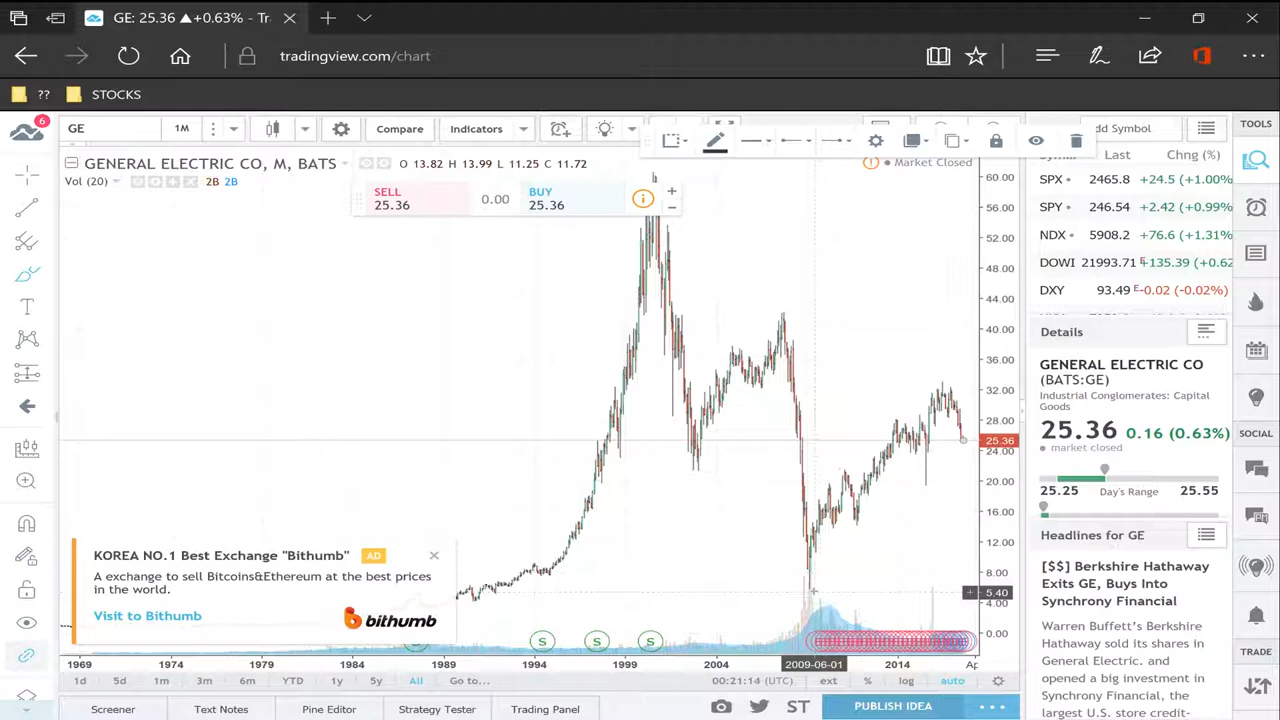 GE: 25.36 ▲+0.63% - Tr
tradingview.com/chart
??
STOCKS
6
GE
1M
Compare
Indicators
dd Symbol
TOOLS
GENERAL ELECTRIC CO, M, BATS
O 13.82 H 13.99 L 11.25 C 11.72
Market Closed
Last
Chng (%)
Vol (20)
2B 2B
SELL
25.36
0.00
BUY
25.36
60.00
56.00
52.00
48.00
44.00
40.00
36.00
32.00
28.00
25.36
24.00
20.00
16.00
12.00
8.00
5.40
4.00
0.00
SPX 2465.8 +24.5 (+1.00%
SPY 246.54 +2.42 (+0.99%
NDX 5908.2 +76.6 (+1.31%
DOWI 21993.71 E +135.39 (+0.62
DXY 93.49 E -0.02 (-0.02%)
Details
GENERAL ELECTRIC CO
(BATS:GE)
Industrial Conglomerates: Capital
Goods
25.36 0.16 (0.63%)
market closed
25.25 Day's Range 25.55
SOCIAL
Headlines for GE
[$$] Berkshire Hathaway
Exits GE, Buys Into
Synchrony Financial
Warren Buffett's Berkshire
Hathaway sold its shares in
General Electric. and
opened a big investment in
Synchrony Financial, the
largest U.S. store credit-
TRADE
KOREA NO.1 Best Exchange "Bithumb" AD
A exchange to sell Bitcoins&Ethereum at the best prices
in the world.
Visit to Bithumb
bithumb
S S S
1969 1974 1979 1984 1989 1994 1999 2004 2009-06-01 2014 Ap
1d 5d 1m 3m 6m YTD 1y 5y All Go to... 00:21:14 (UTC) ext % log auto
Screener
Text Notes
Pine Editor
Strategy Tester
Trading Panel
ST
PUBLISH IDEA